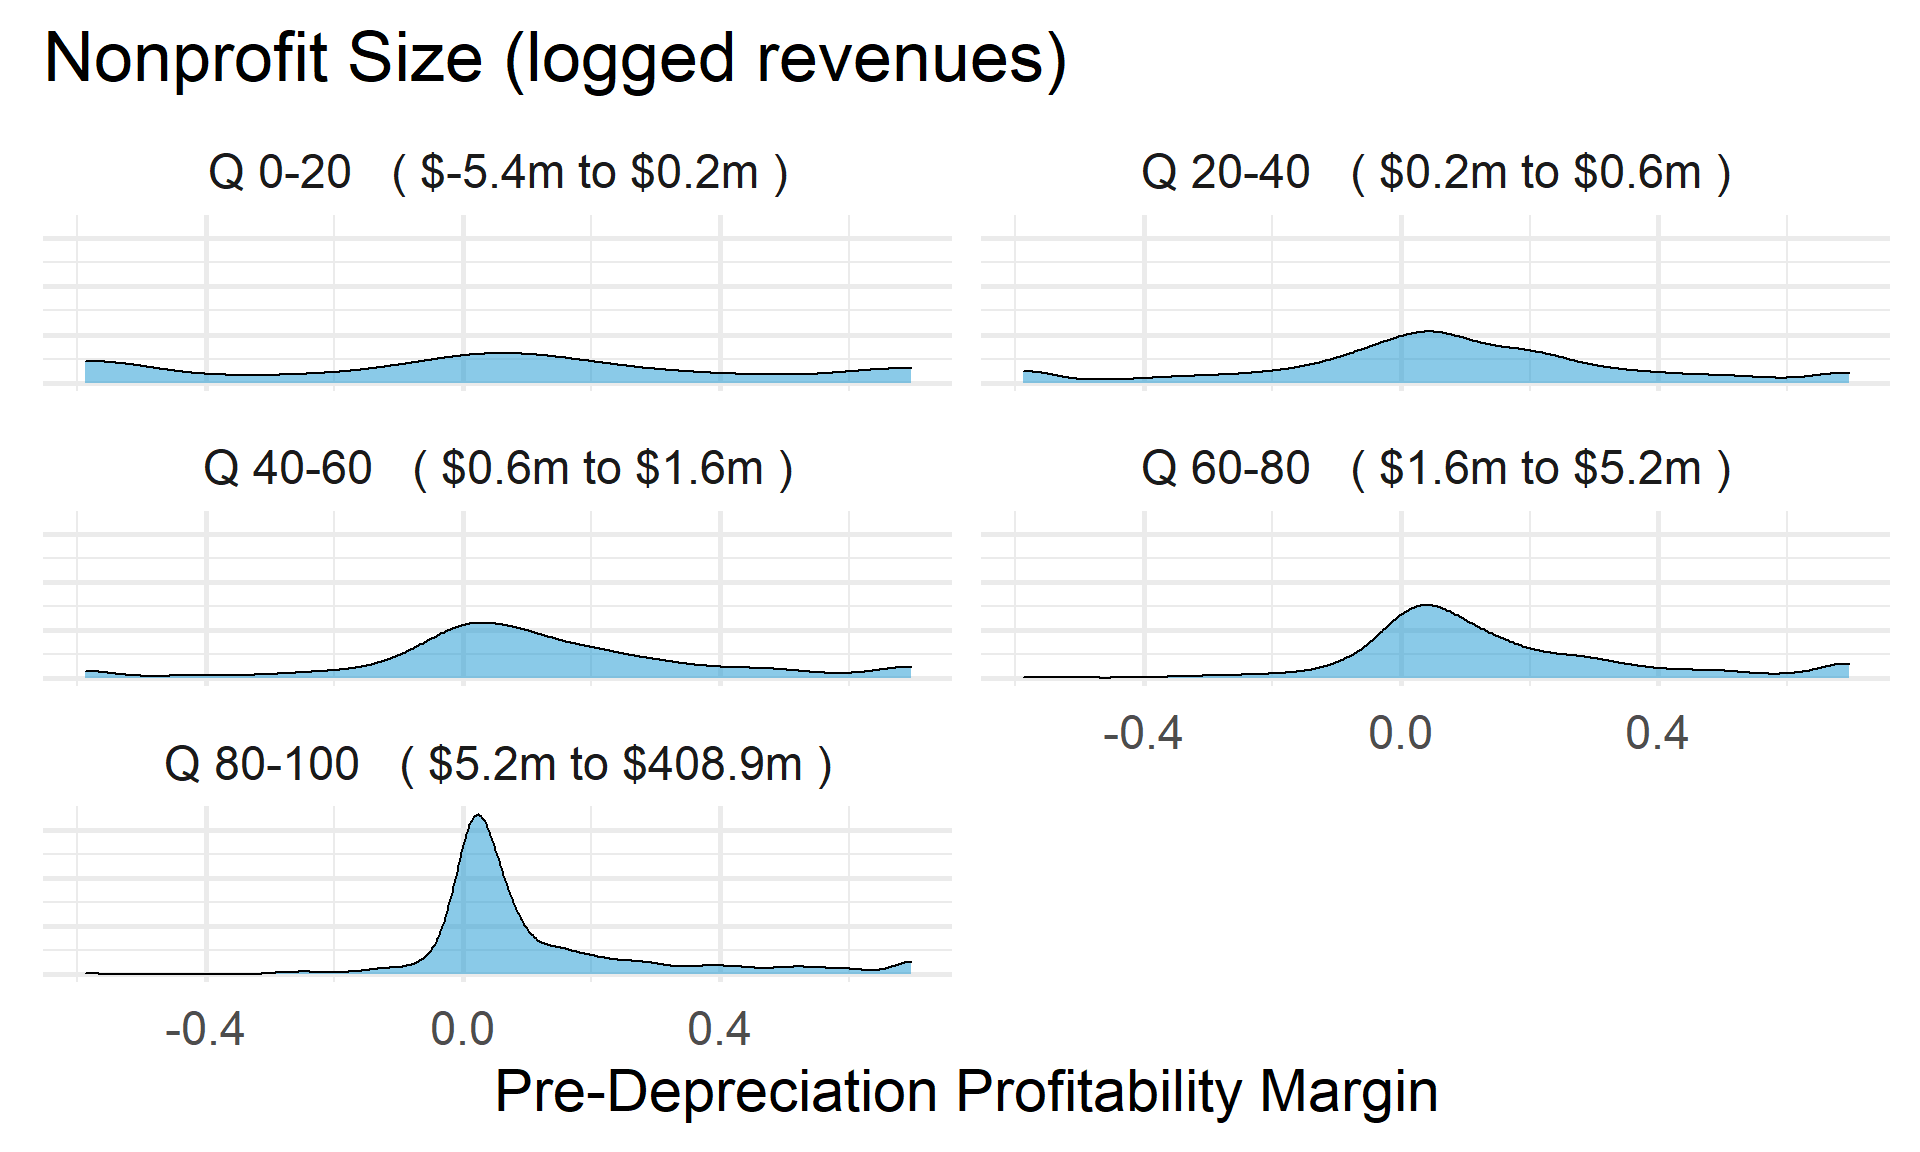 Nonprofit Size (logged revenues)
Q 0-20 ( $-5.4m to $0.2m )
Q 20-40 ( $0.2m to $0.6m )
Q 40-60 ( $0.6m to $1.6m )
Q 60-80 ( $1.6m to $5.2m )
-0.4 0.0 0.4
Q 80-100 ( $5.2m to $408.9m )
-0.4 0.0 0.4
Pre-Depreciation Profitability Margin